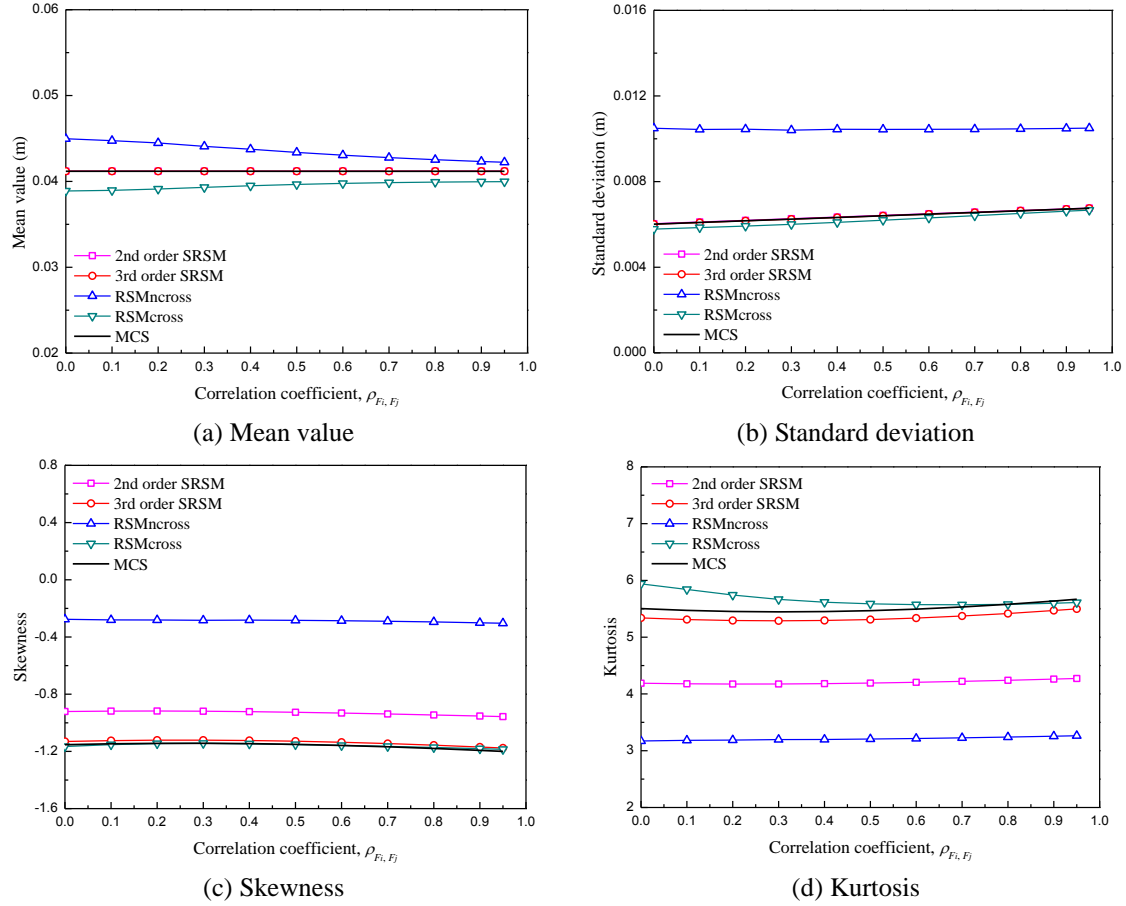 0.06
0.05
0.04
0.03
0.02
Mean value (m)
2nd order SRSM
3rd order SRSM
RSMncross
RSMcross
MCS
0.0 0.1 0.2 0.3 0.4 0.5 0.6 0.7 0.8 0.9 1.0
Correlation coefficient, ρ_{Fi, Fj}
(a) Mean value
0.016
0.012
0.008
0.004
0.000
Standard deviation (m)
2nd order SRSM
3rd order SRSM
RSMncross
RSMcross
MCS
0.0 0.1 0.2 0.3 0.4 0.5 0.6 0.7 0.8 0.9 1.0
Correlation coefficient, ρ_{Fi, Fj}
(b) Standard deviation
0.8
0.4
0.0
-0.4
-0.8
-1.2
-1.6
Skewness
2nd order SRSM
3rd order SRSM
RSMncross
RSMcross
MCS
0.0 0.1 0.2 0.3 0.4 0.5 0.6 0.7 0.8 0.9 1.0
Correlation coefficient, ρ_{Fi, Fj}
(c) Skewness
8
7
6
5
4
3
2
Kurtosis
2nd order SRSM
3rd order SRSM
RSMncross
RSMcross
MCS
0.0 0.1 0.2 0.3 0.4 0.5 0.6 0.7 0.8 0.9 1.0
Correlation coefficient, ρ_{Fi, Fj}
(d) Kurtosis